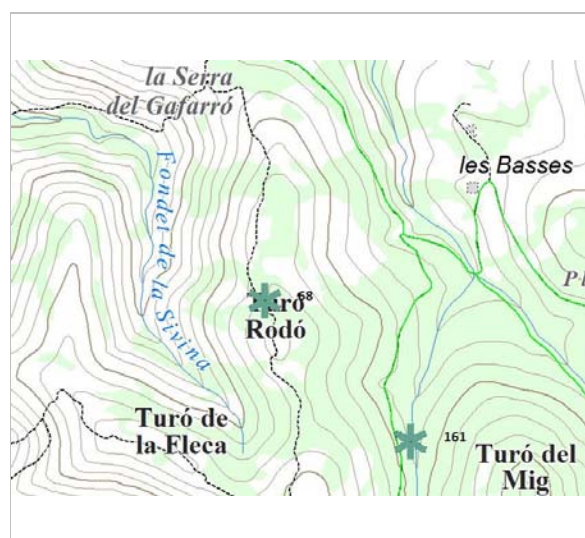 la Serra
del Gafarró
Fondet de la Sivina
les Basses
68
Rodó
Turó de
la Fleca
161
Turó del
Mig